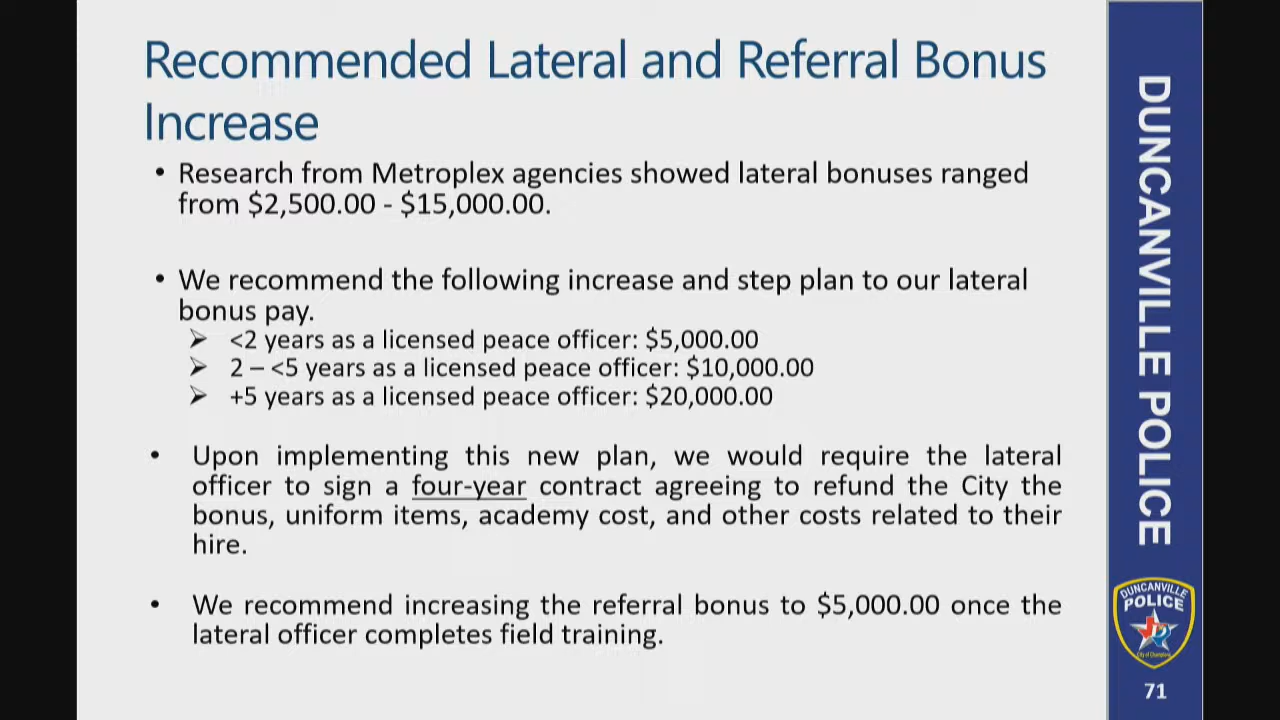 Recommended Lateral and Referral Bonus
Increase
• Research from Metroplex agencies showed lateral bonuses ranged
from $2,500.00 - $15,000.00.
• We recommend the following increase and step plan to our lateral
bonus pay.
➢ <2 years as a licensed peace officer: $5,000.00
➢ 2 – <5 years as a licensed peace officer: $10,000.00
➢ +5 years as a licensed peace officer: $20,000.00
• Upon implementing this new plan, we would require the lateral
officer to sign a four-year contract agreeing to refund the City the
bonus, uniform items, academy cost, and other costs related to their
hire.
• We recommend increasing the referral bonus to $5,000.00 once the
lateral officer completes field training.
DUNCANVILLE POLICE
DUNCANVILLE
POLICE
City of Champions
71